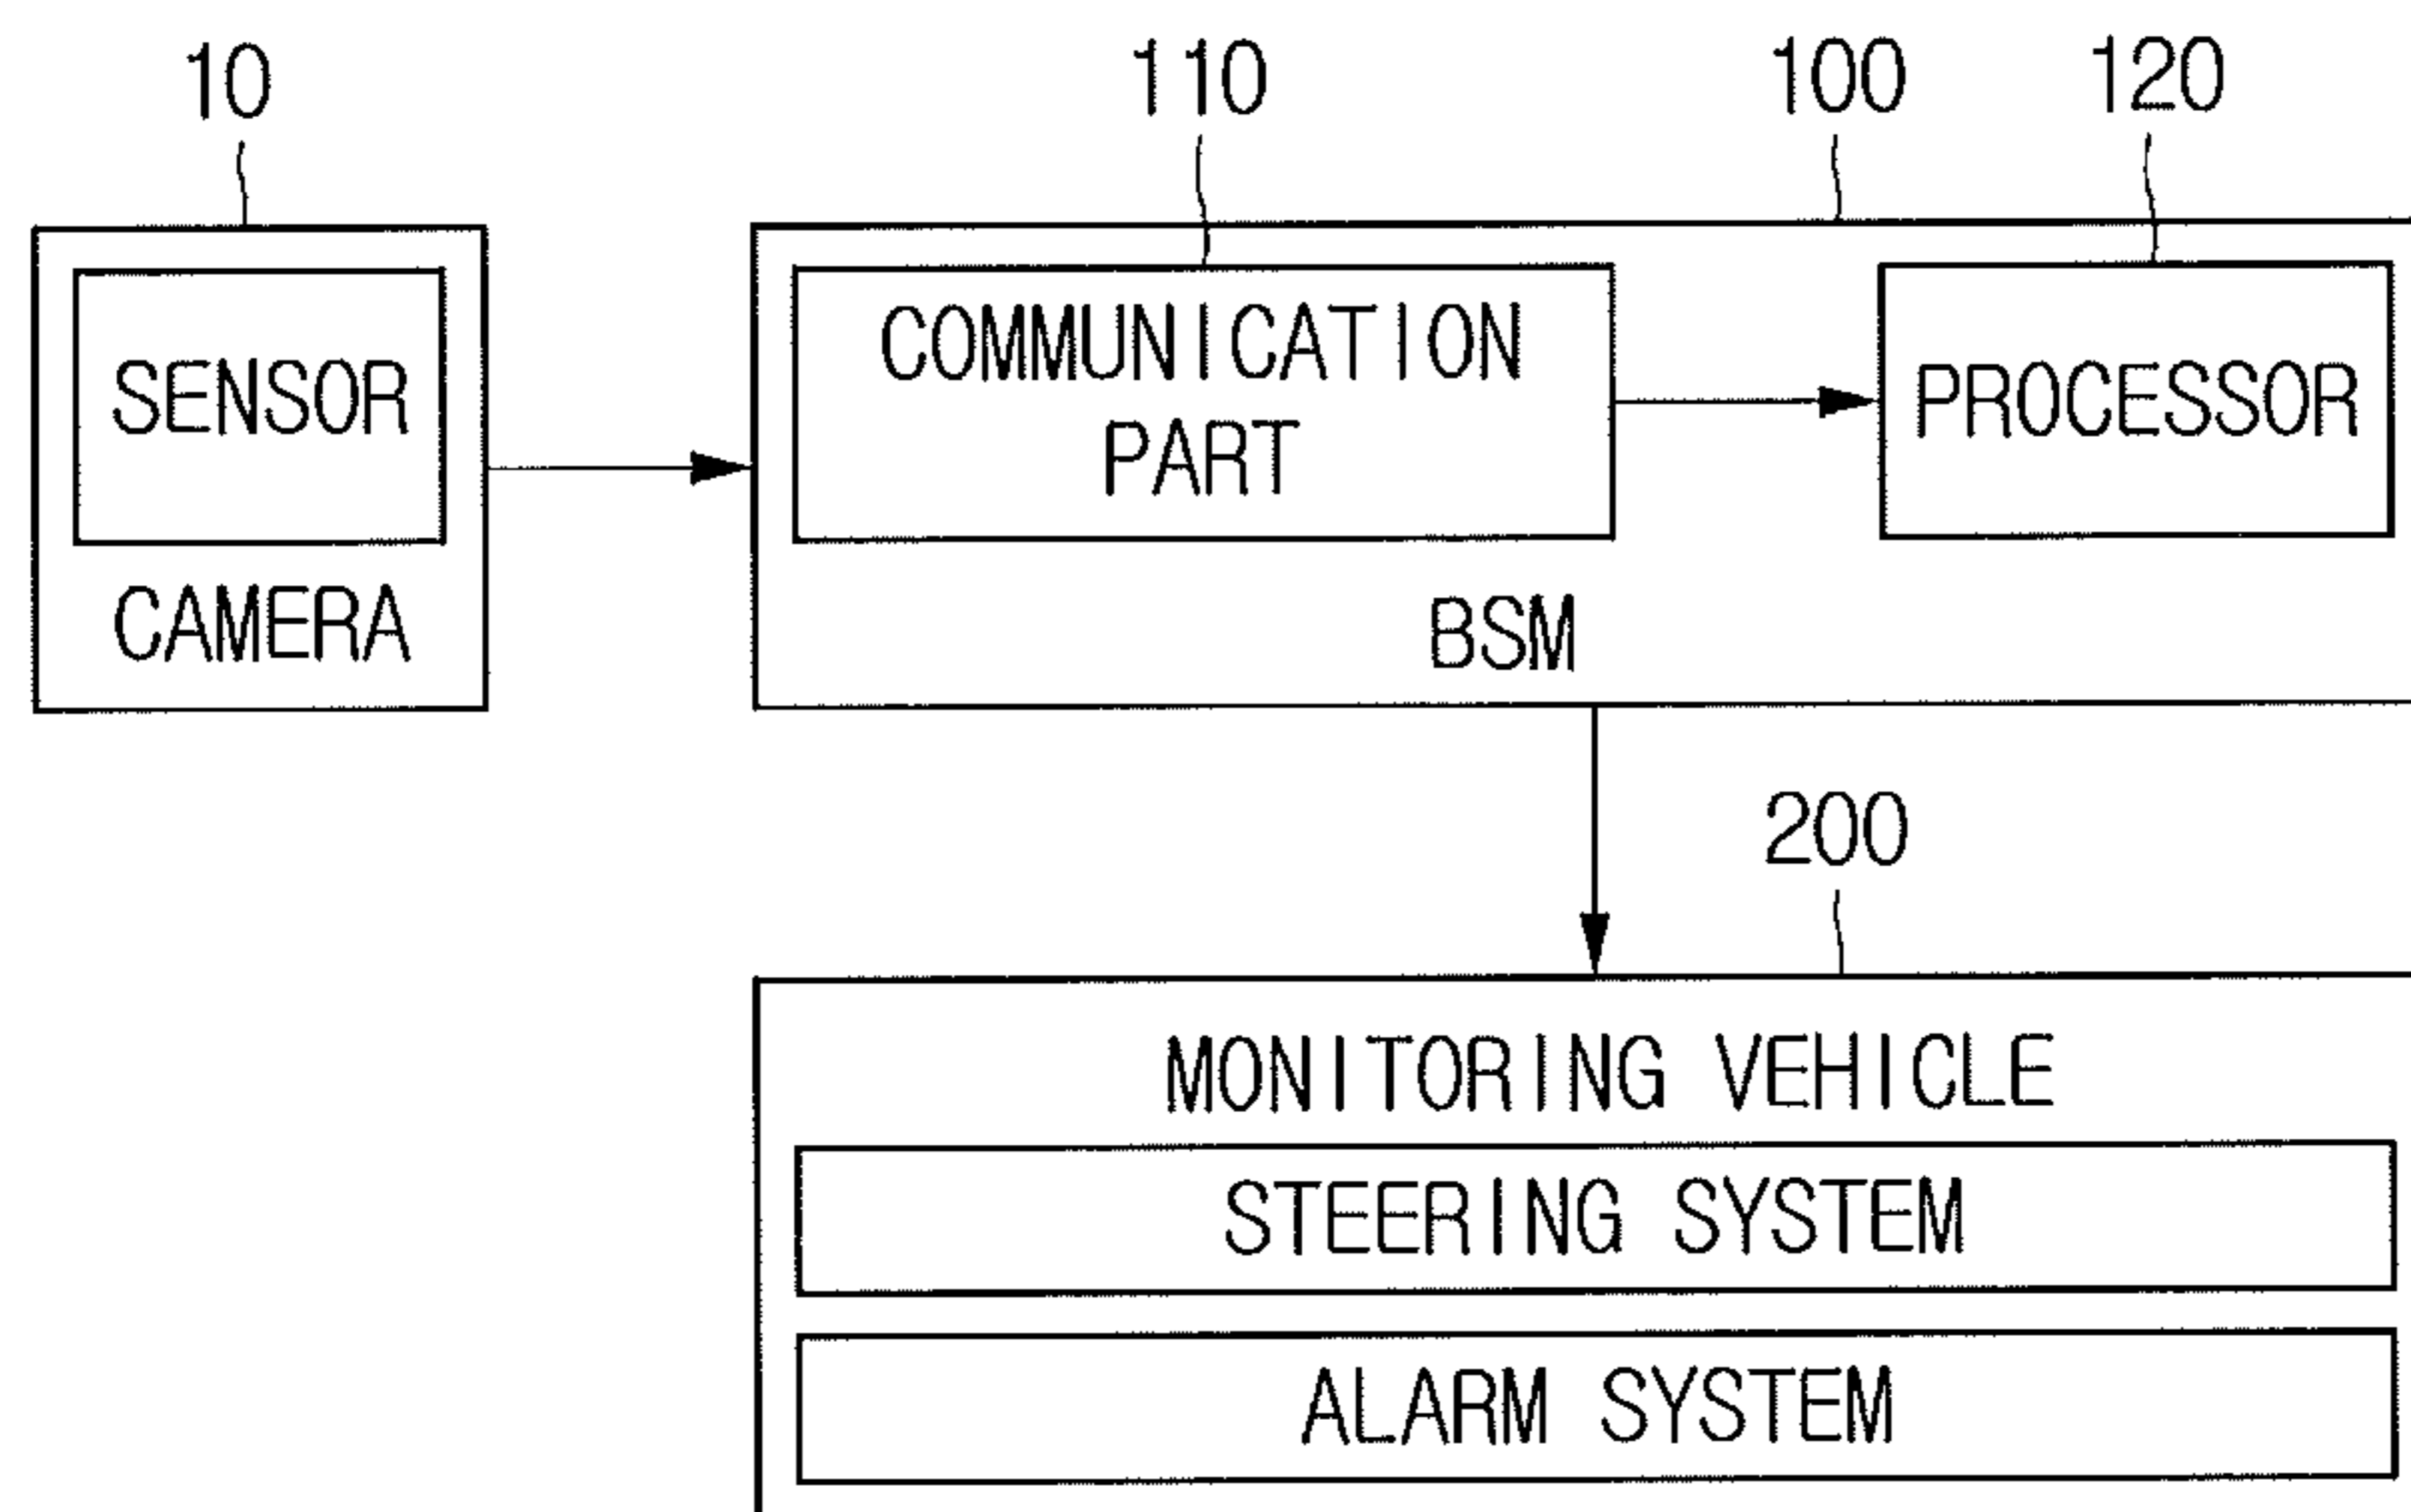 10
110
100
120
SENSOR
CAMERA
COMMUNICATION
PART
PROCESSOR
BSM
200
MONITORING VEHICLE
STEERING SYSTEM
ALARM SYSTEM